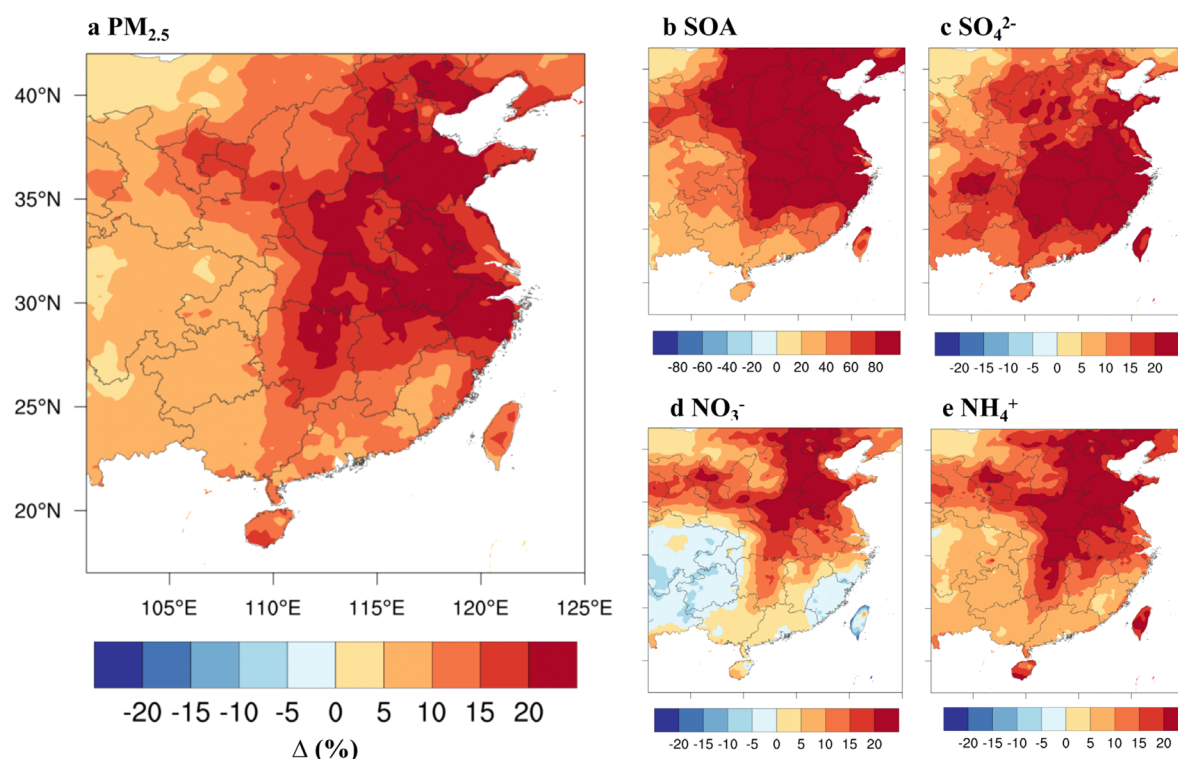 a PM₂.₅
b SOA
c SO₄²⁻
40°N
35°N
30°N
25°N
20°N
105°E 110°E 115°E 120°E 125°E
-20 -15 -10 -5 0 5 10 15 20
Δ (%)
-80 -60 -40 -20 0 20 40 60 80
-20 -15 -10 -5 0 5 10 15 20
d NO₃⁻
e NH₄⁺
-20 -15 -10 -5 0 5 10 15 20
-20 -15 -10 -5 0 5 10 15 20